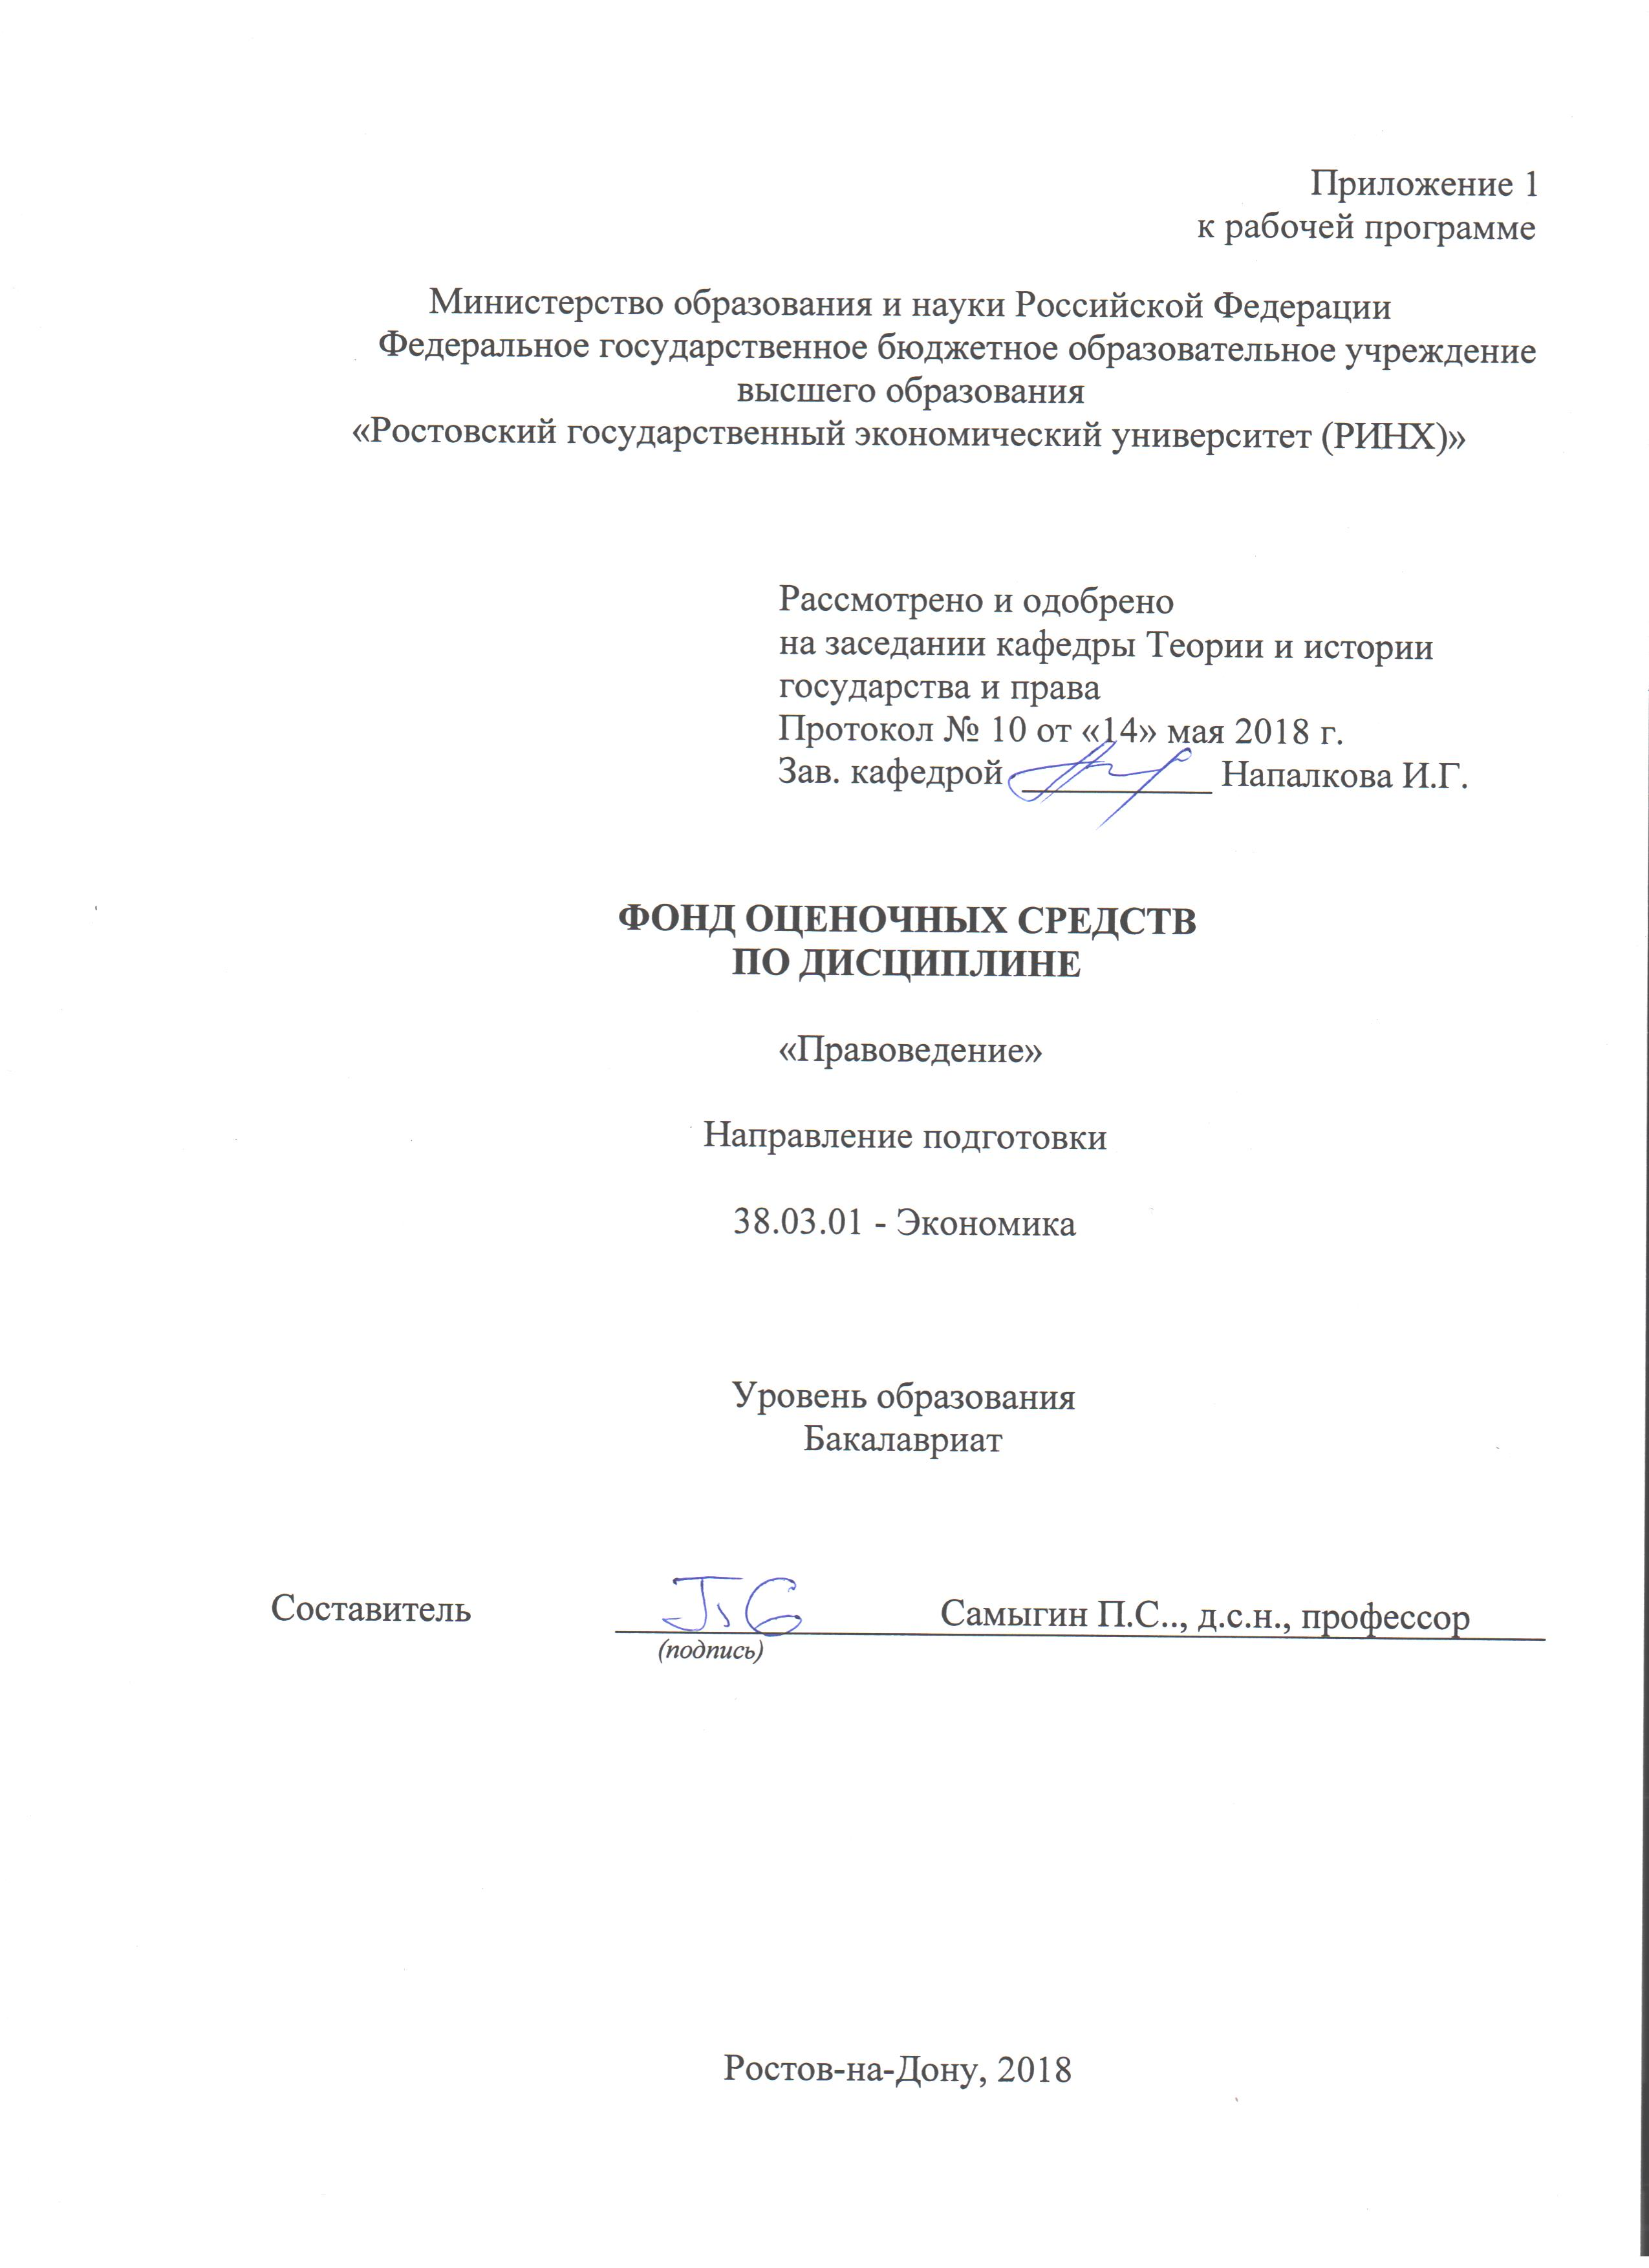 Приложение 1
к рабочей программе
Министерство образования и науки Российской Федерации
Федеральное государственное бюджетное образовательное учреждение
высшего образования
«Ростовский государственный экономический университет (РИНХ)»
Рассмотрено и одобрено
на заседании кафедры Теории и истории
государства и права
Протокол № 10 от «14» мая 2018 г.
Зав. кафедрой ____________ Напалкова И.Г.
ФОНД ОЦЕНОЧНЫХ СРЕДСТВ
ПО ДИСЦИПЛИНЕ
«Правоведение»
Направление подготовки
38.03.01 - Экономика
Уровень образования
Бакалавриат
Составитель Самыгин П.С.., д.с.н., профессор
(подпись)
Ростов-на-Дону, 2018